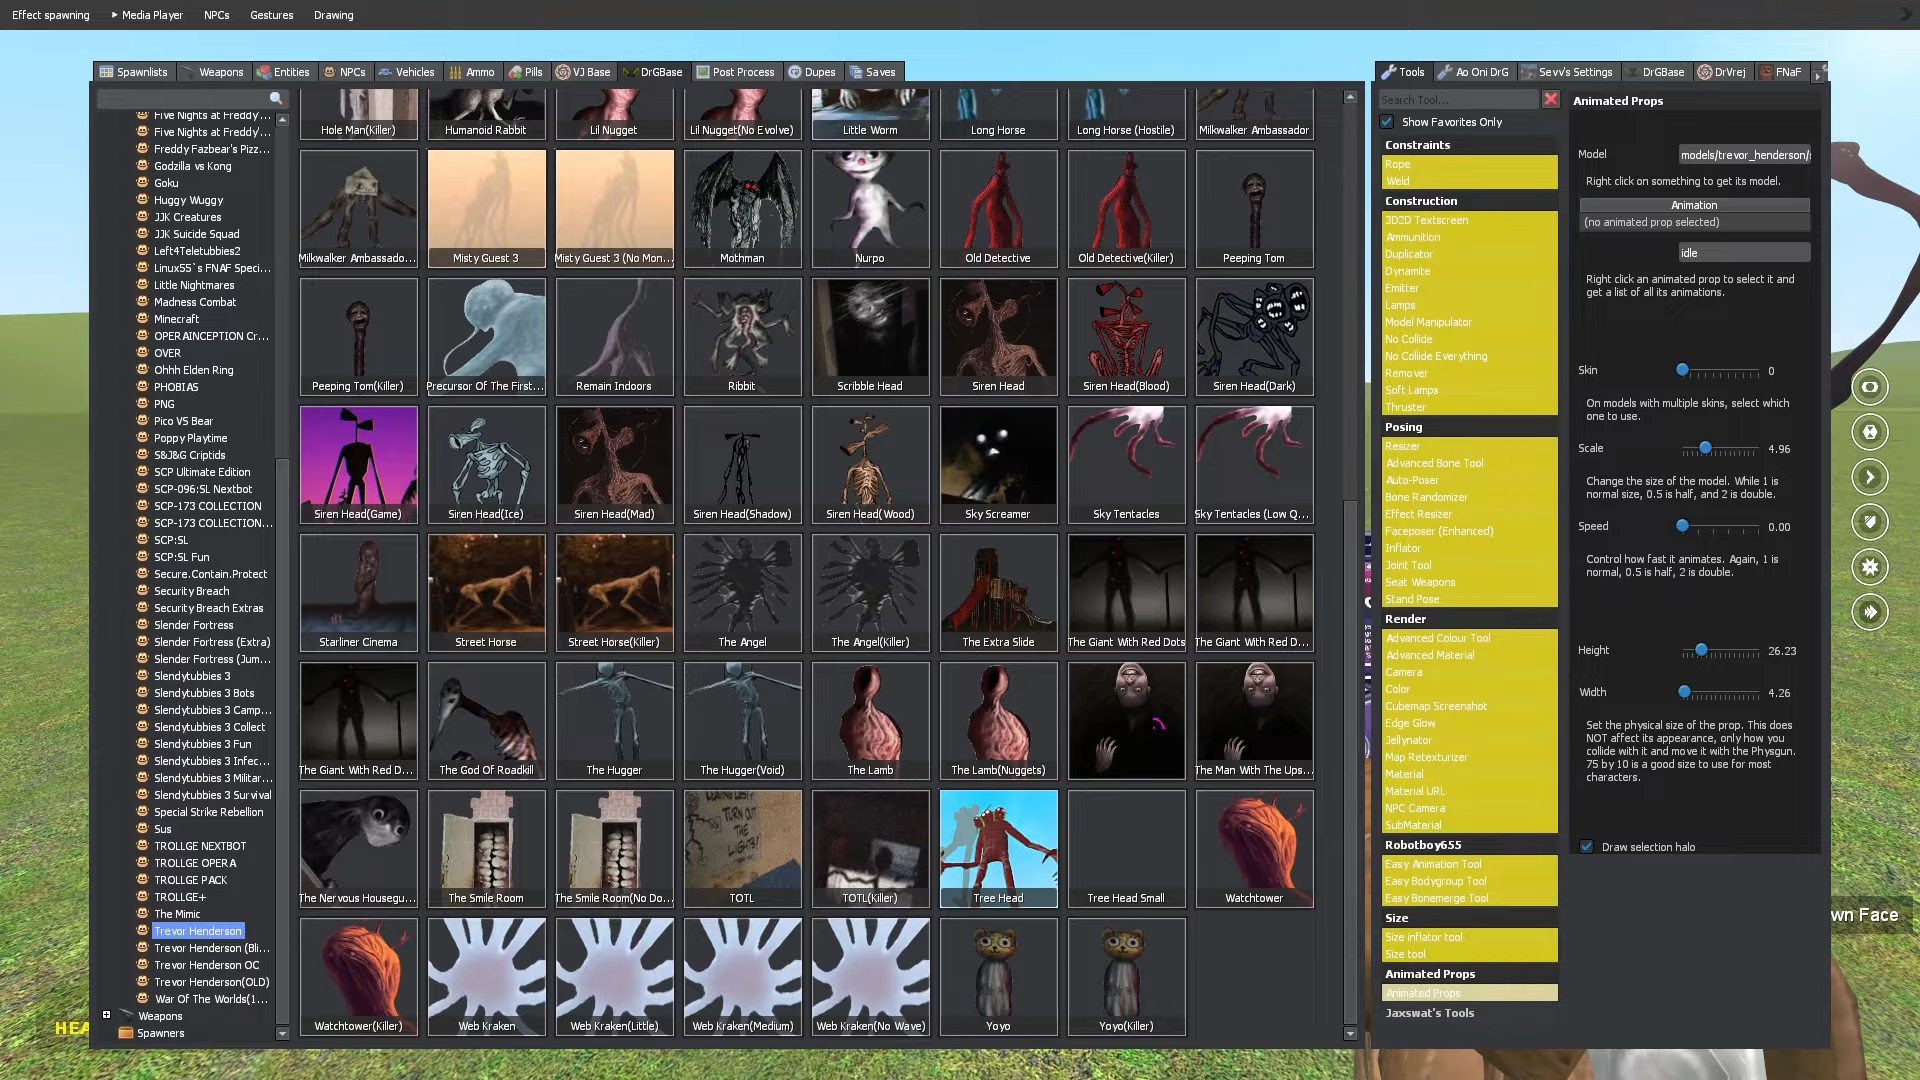 Effect spawning
Media Player
NPCs
Gestures
Drawing
Spawnlists
Weapons
Entities
NPCs
Vehicles
Ammo
Pills
VJ Base
DrGBase
Post Process
Dupes
Saves
Five Nights at Freddy'...
Five Nights at Freddy'...
Freddy Fazbear's Pizz...
Godzilla vs Kong
Goku
Huggy Wuggy
JJK Creatures
JJK Suicide Squad
Left4Teletubbies2
Linux55`s FNAF Speci...
Little Nightmares
Madness Combat
Minecraft
OPERAINCEPTION Cr...
OVER
Ohhh Elden Ring
PHOBIAS
PNG
Pico VS Bear
Poppy Playtime
S&J&G Criptids
SCP Ultimate Edition
SCP-096:SL Nextbot
SCP-173 COLLECTION
SCP-173 COLLECTION...
SCP:SL
SCP:SL Fun
Secure.Contain.Protect
Security Breach
Security Breach Extras
Slender Fortress
Slender Fortress (Extra)
Slender Fortress (Jum...
Slendytubbies 3
Slendytubbies 3 Bots
Slendytubbies 3 Camp...
Slendytubbies 3 Collect
Slendytubbies 3 Fun
Slendytubbies 3 Infec...
Slendytubbies 3 Militar...
Slendytubbies 3 Survival
Special Strike Rebellion
Sus
TROLLGE NEXTBOT
TROLLGE OPERA
TROLLGE PACK
TROLLGE+
The Mimic
Trevor Henderson
Trevor Henderson (Bli...
Trevor Henderson OC
Trevor Henderson(OLD)
War Of The Worlds(1...
Weapons
Spawners
HEA
Hole Man(Killer)
Humanoid Rabbit
Lil Nugget
Lil Nugget(No Evolve)
Little Worm
Long Horse
Long Horse (Hostile)
Milkwalker Ambassador
Milkwalker Ambassado...
Misty Guest 3
Misty Guest 3 (No Mon...
Mothman
Nurpo
Old Detective
Old Detective(Killer)
Peeping Tom
Peeping Tom(Killer)
Precursor Of The First...
Remain Indoors
Ribbit
Scribble Head
Siren Head
Siren Head(Blood)
Siren Head(Dark)
Siren Head(Game)
Siren Head(Ice)
Siren Head(Mad)
Siren Head(Shadow)
Siren Head(Wood)
Sky Screamer
Sky Tentacles
Sky Tentacles (Low Q...
Starliner Cinema
Street Horse
Street Horse(Killer)
The Angel
The Angel(Killer)
The Extra Slide
The Giant With Red Dots
The Giant With Red D...
The Giant With Red D...
The God Of Roadkill
The Hugger
The Hugger(Void)
The Lamb
The Lamb(Nuggets)
The Man With The Ups...
The Nervous Housegu...
The Smile Room
The Smile Room(No Do...
TURN OUT
THE
LIGHTS!
TOTL
TOTL(Killer)
Tree Head
Tree Head Small
Watchtower
Watchtower(Killer)
Web Kraken
Web Kraken(Little)
Web Kraken(Medium)
Web Kraken(No Wave)
Yoyo
Yoyo(Killer)
Tools
Ao Oni DrG
Sevv's Settings
DrGBase
DrVrej
FNaF
Search Tool...
Show Favorites Only
Constraints
Rope
Weld
Construction
3D2D Textscreen
Ammunition
Duplicator
Dynamite
Emitter
Lamps
Model Manipulator
No Collide
No Collide Everything
Remover
Soft Lamps
Thruster
Posing
Resizer
Advanced Bone Tool
Auto-Poser
Bone Randomizer
Effect Resizer
Faceposer (Enhanced)
Inflator
Joint Tool
Seat Weapons
Stand Pose
Render
Advanced Colour Tool
Advanced Material
Camera
Color
Cubemap Screenshot
Edge Glow
Jellynator
Map Retexturizer
Material
Material URL
NPC Camera
SubMaterial
Robotboy655
Easy Animation Tool
Easy Bodygroup Tool
Easy Bonemerge Tool
Size
Size inflator tool
Size tool
Animated Props
Animated Props
Jaxswat's Tools
Animated Props
Model
models/trevor_henderson/
Right click on something to get its model.
Animation
(no animated prop selected)
idle
Right click an animated prop to select it and
get a list of all its animations.
Skin
0
On models with multiple skins, select which
one to use.
Scale
4.96
Change the size of the model. While 1 is
normal size, 0.5 is half, and 2 is double.
Speed
0.00
Control how fast it animates. Again, 1 is
normal, 0.5 is half, 2 is double.
Height
26.23
Width
4.26
Set the physical size of the prop. This does
NOT affect its appearance, only how you
collide with it and move it with the Physgun.
75 by 10 is a good size to use for most
characters.
Draw selection halo
wn Face